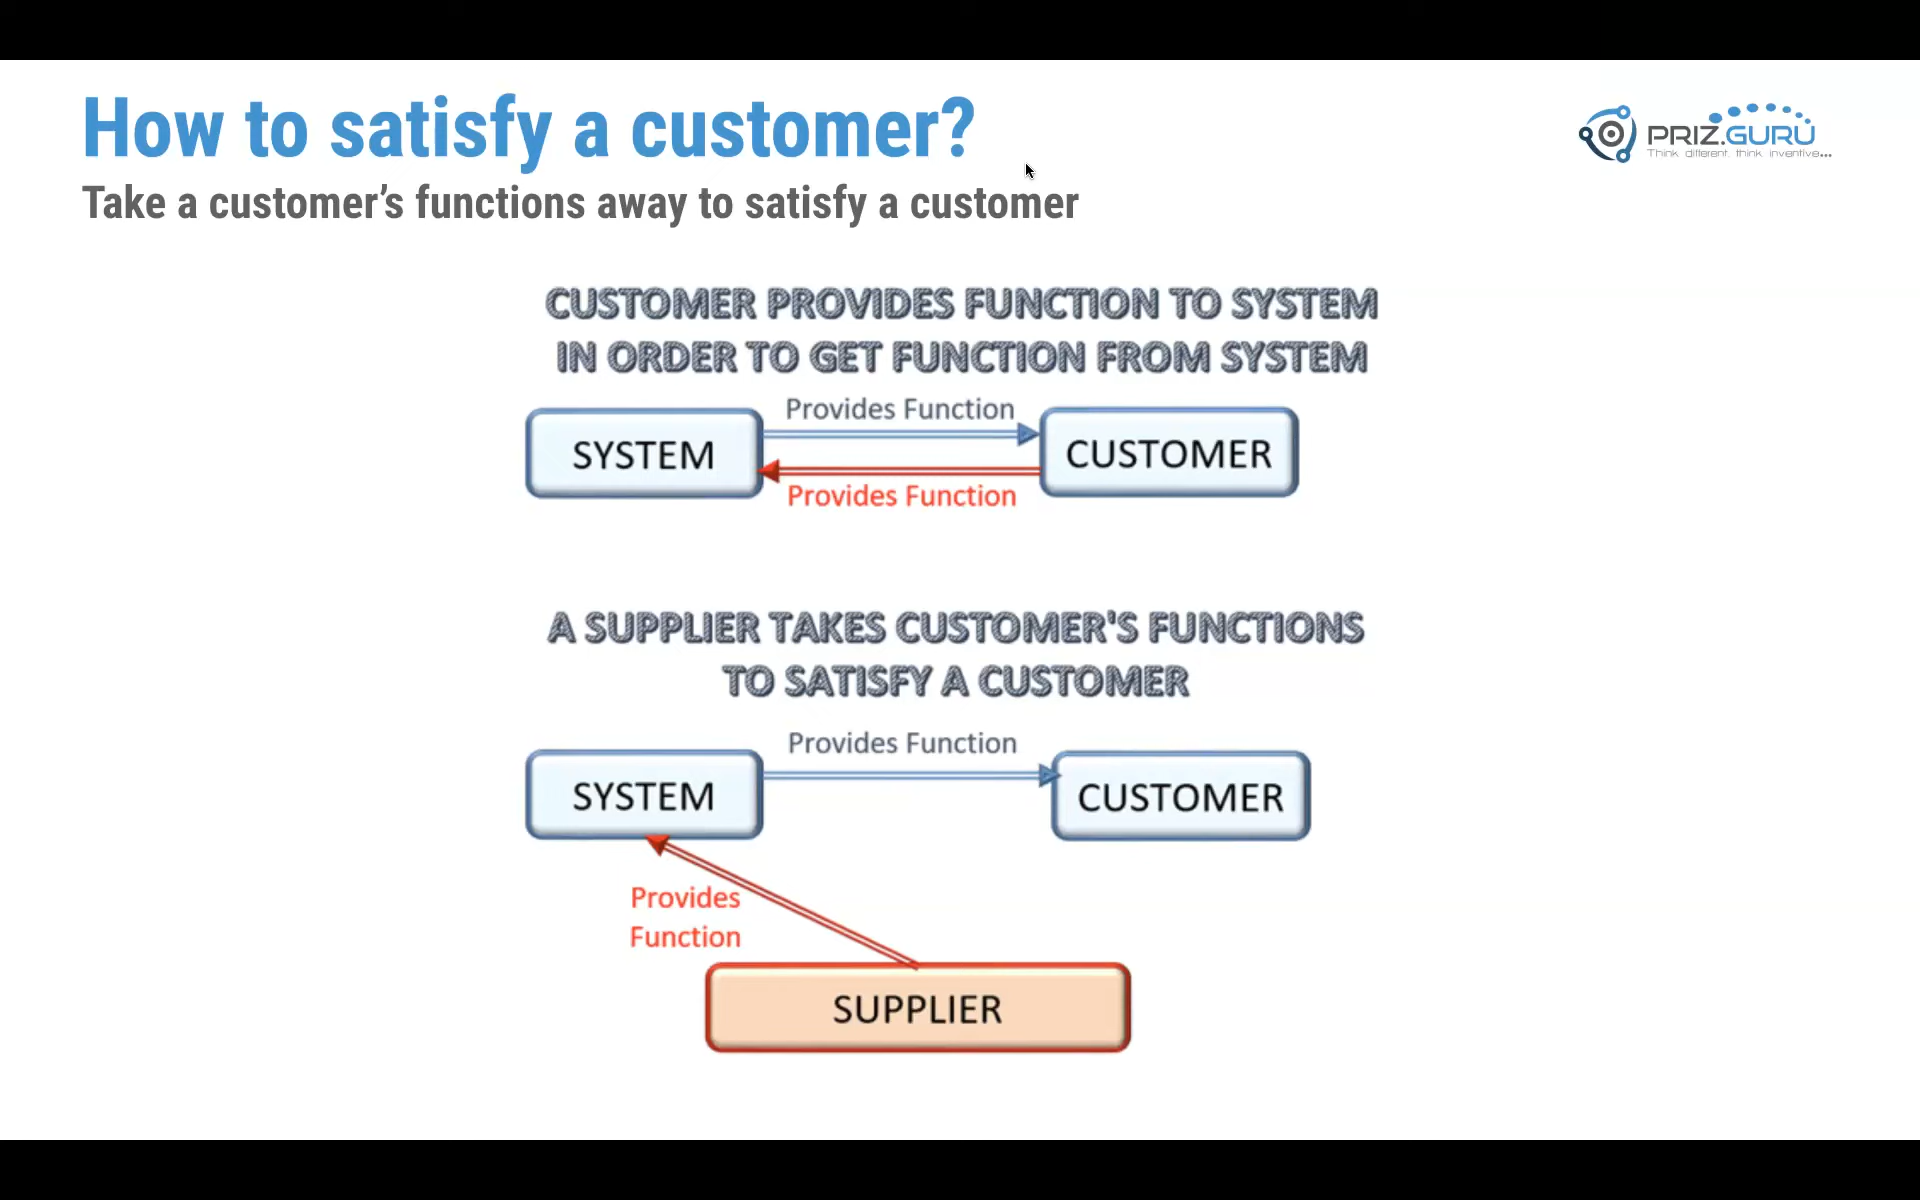 How to satisfy a customer?
PRIZ.GURU
Think different, think inventive...
Take a customer's functions away to satisfy a customer
CUSTOMER PROVIDES FUNCTION TO SYSTEM
IN ORDER TO GET FUNCTION FROM SYSTEM
Provides Function
SYSTEM
CUSTOMER
Provides Function
A SUPPLIER TAKES CUSTOMER'S FUNCTIONS
TO SATISFY A CUSTOMER
Provides Function
SYSTEM
CUSTOMER
Provides
Function
SUPPLIER